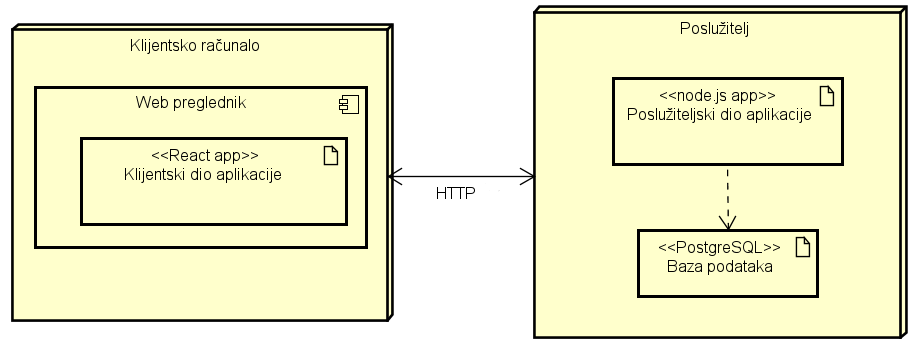 Klijentsko računalo
Web preglednik
<<React app>>
Klijentski dio aplikacije
HTTP
Poslužitelj
<<node.js app>>
Poslužiteljski dio aplikacije
<<PostgreSQL>>
Baza podataka